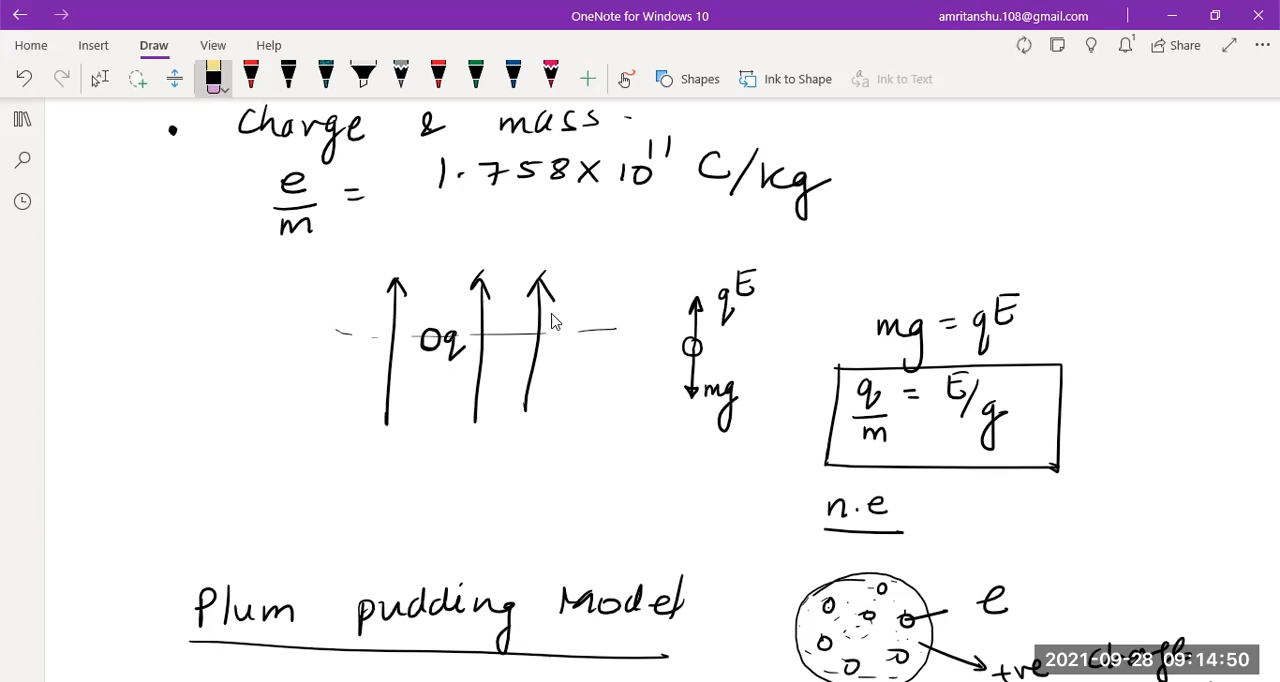 OneNote for Windows 10
amritanshu.108@gmail.com
Home Insert Draw View Help
1 Share
Shapes Ink to Shape Ink to Text
• Charge & mass.
e/m = 1.758 × 10^11 C/kg
q
qE
mg
mg = qE
q/m = E/g
n.e
Plum pudding Model
e
+ve charge
2021-09-28 09:14:50